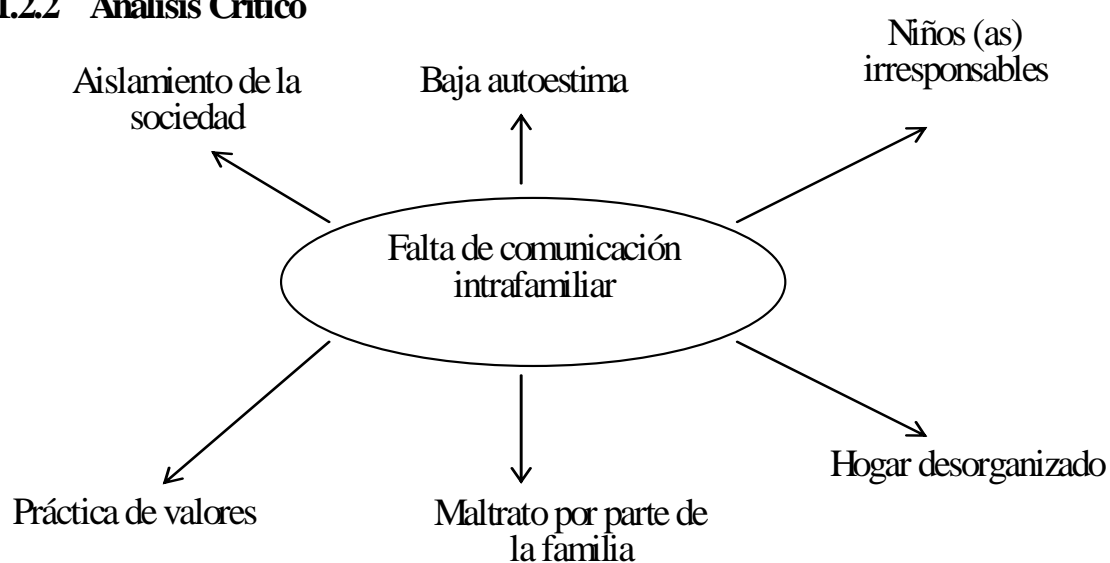 1.2.2 Análisis Crítico
Niños (as)
irresponsables
Aislamiento de la
sociedad
Baja autoestima
Falta de comunicación
intrafamiliar
Hogar desorganizado
Práctica de valores
Maltrato por parte de
la familia